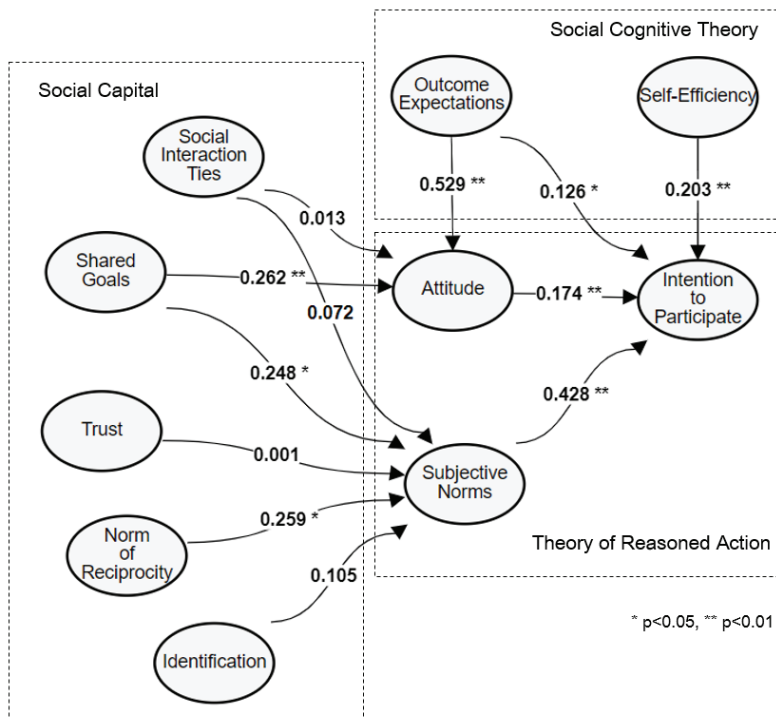 Social Cognitive Theory
Social Capital
Outcome
Expectations
Self-Efficiency
Social
Interaction
Ties
0.529 **
0.126 *
0.203 **
0.013
Shared
Goals
0.262 **
Attitude
0.174 **
Intention
to
Participate
0.072
0.248 *
0.428 **
Trust
0.001
Subjective
Norms
0.259 *
Norm
of
Reciprocity
Theory of Reasoned Action
0.105
* p<0.05, ** p<0.01
Identification